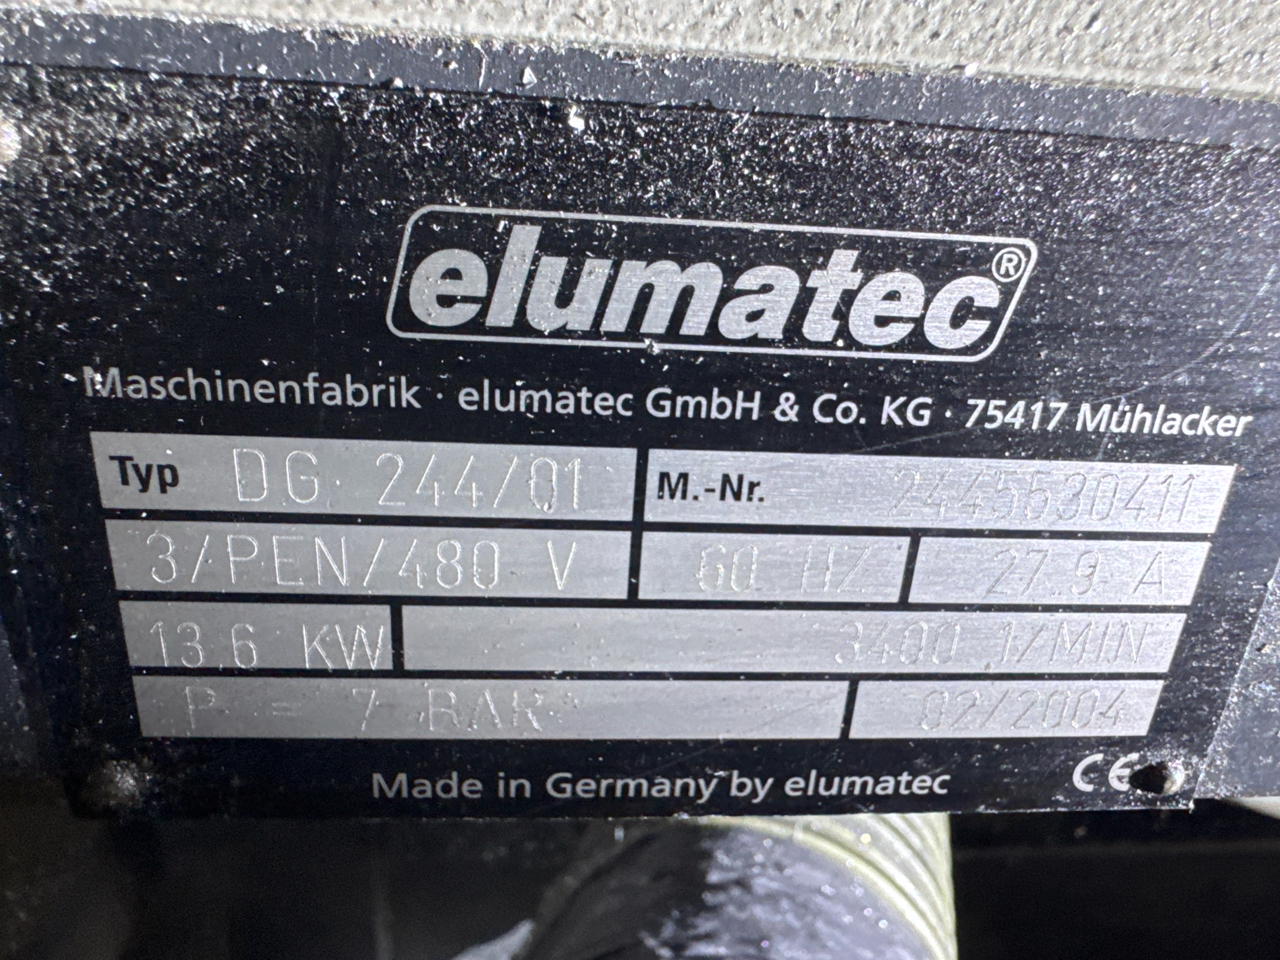 elumatec®
Maschinenfabrik · elumatec GmbH & Co. KG · 75417 Mühlacker
Typ DG 244/01 M.-Nr. 2445530411
3/PEN/480 V 60 HZ 27.9 A
13.6 KW 3400 1/MIN
P = 7 BAR 02/2004
Made in Germany by elumatec CE